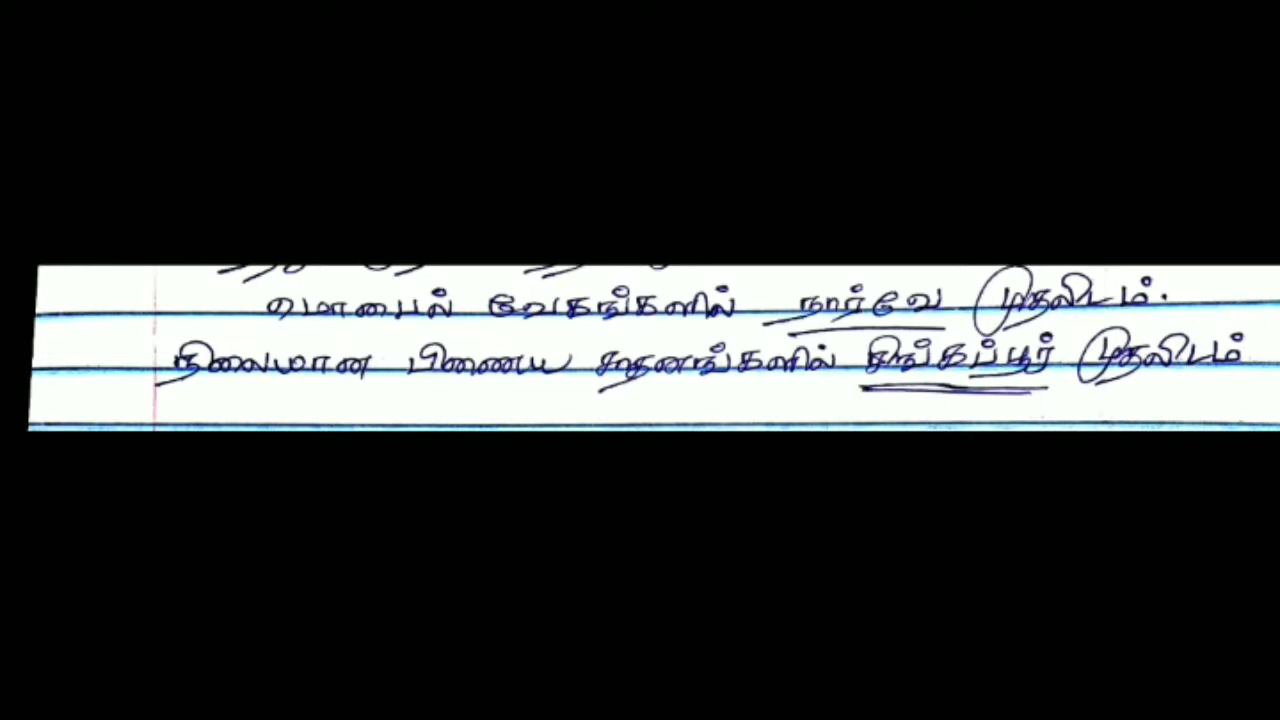 மொபைல் வேகங்களில் நார்வே முதலிடம்.
நிலையான பிணைய சாதனங்களில் சிங்கப்பூர் முதலிடம்